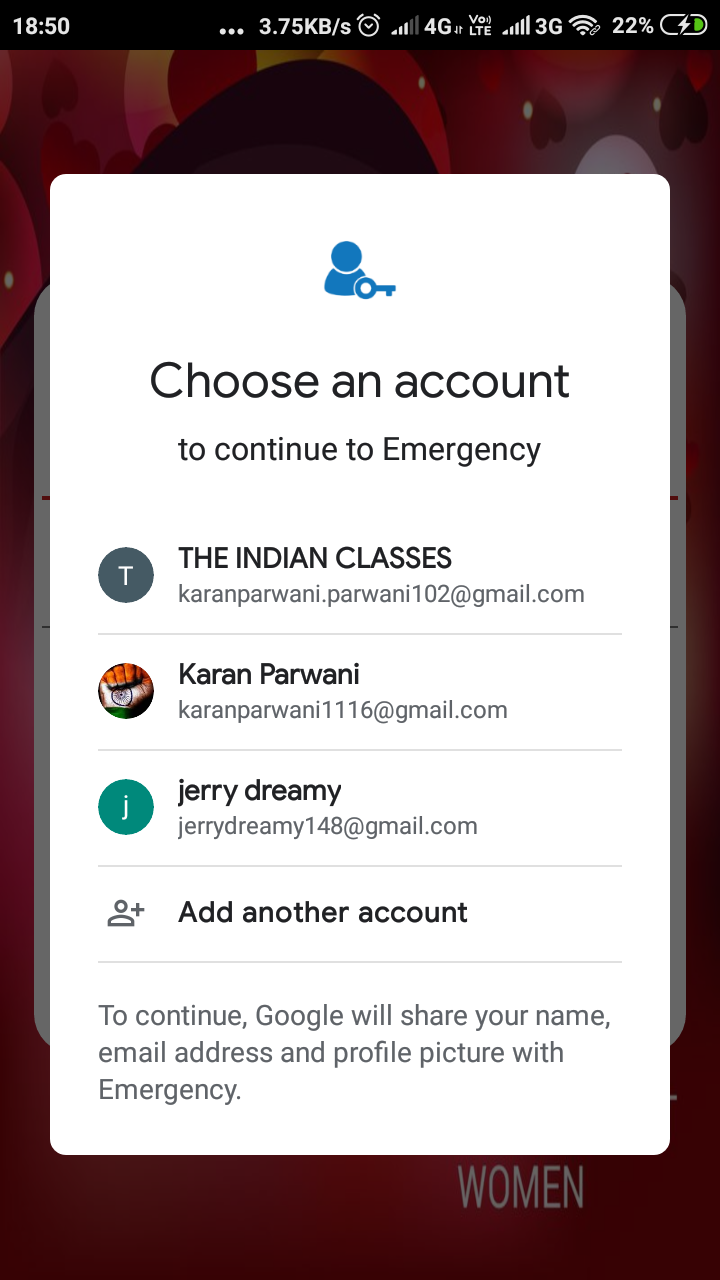 18:50 ... 3.75KB/s 4G Vo) LTE 3G 22%
Choose an account
to continue to Emergency
T THE INDIAN CLASSES
karanparwani.parwani102@gmail.com
Karan Parwani
karanparwani1116@gmail.com
j jerry dreamy
jerrydreamy148@gmail.com
Add another account
To continue, Google will share your name,
email address and profile picture with
Emergency.
WOMEN